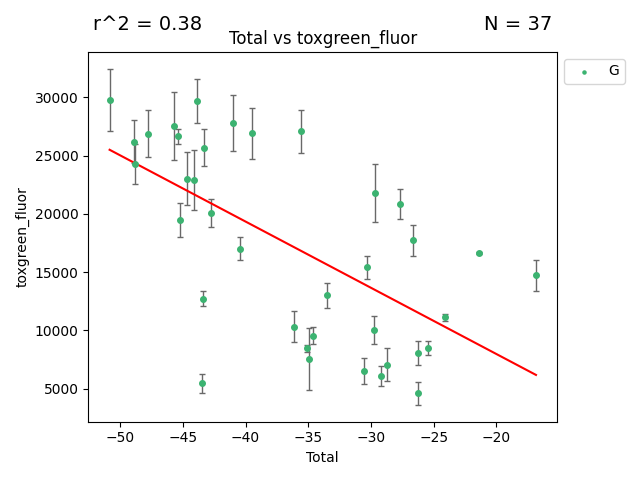 r^2 = 0.38
N = 37
Total vs toxgreen_fluor
G
30000
25000
20000
15000
10000
5000
toxgreen_fluor
−50
−45
−40
−35
−30
−25
−20
Total